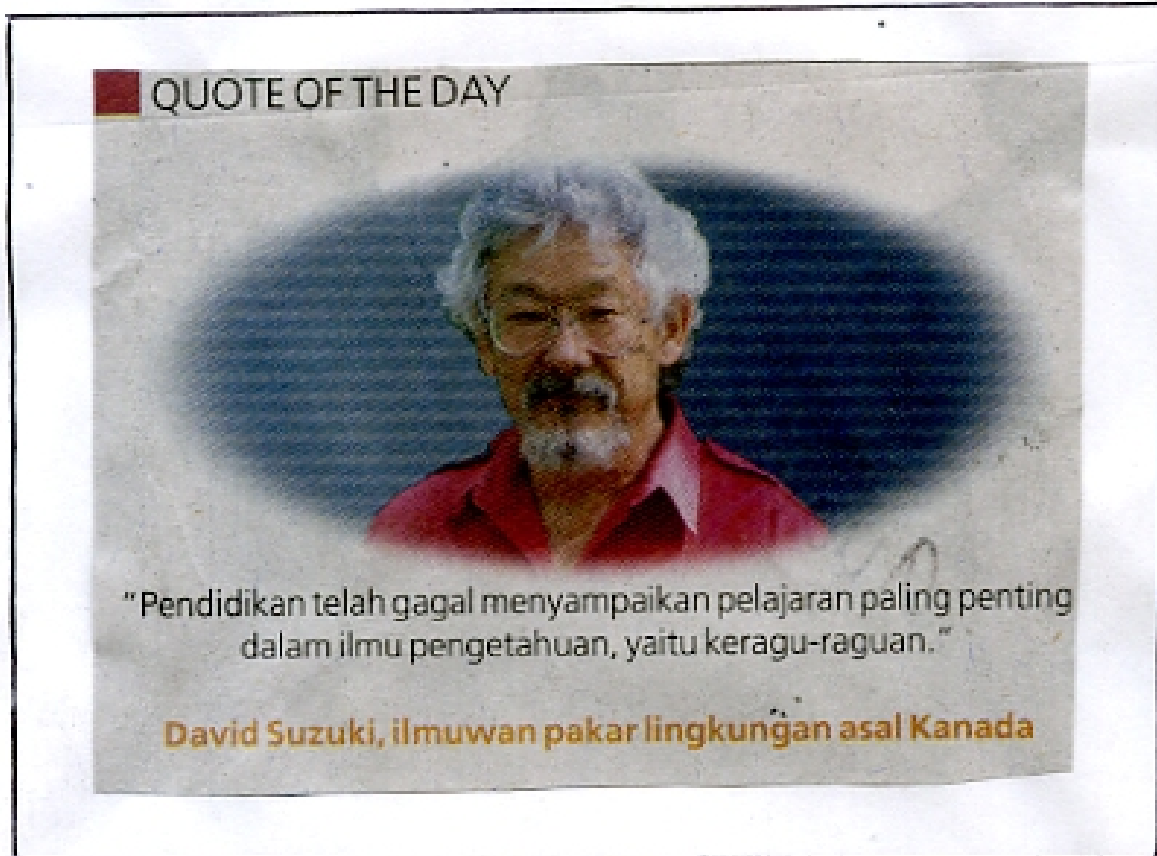 QUOTE OF THE DAY
"Pendidikan telah gagal menyampaikan pelajaran paling penting
dalam ilmu pengetahuan, yaitu keragu-raguan."
David Suzuki, ilmuwan pakar lingkungan asal Kanada